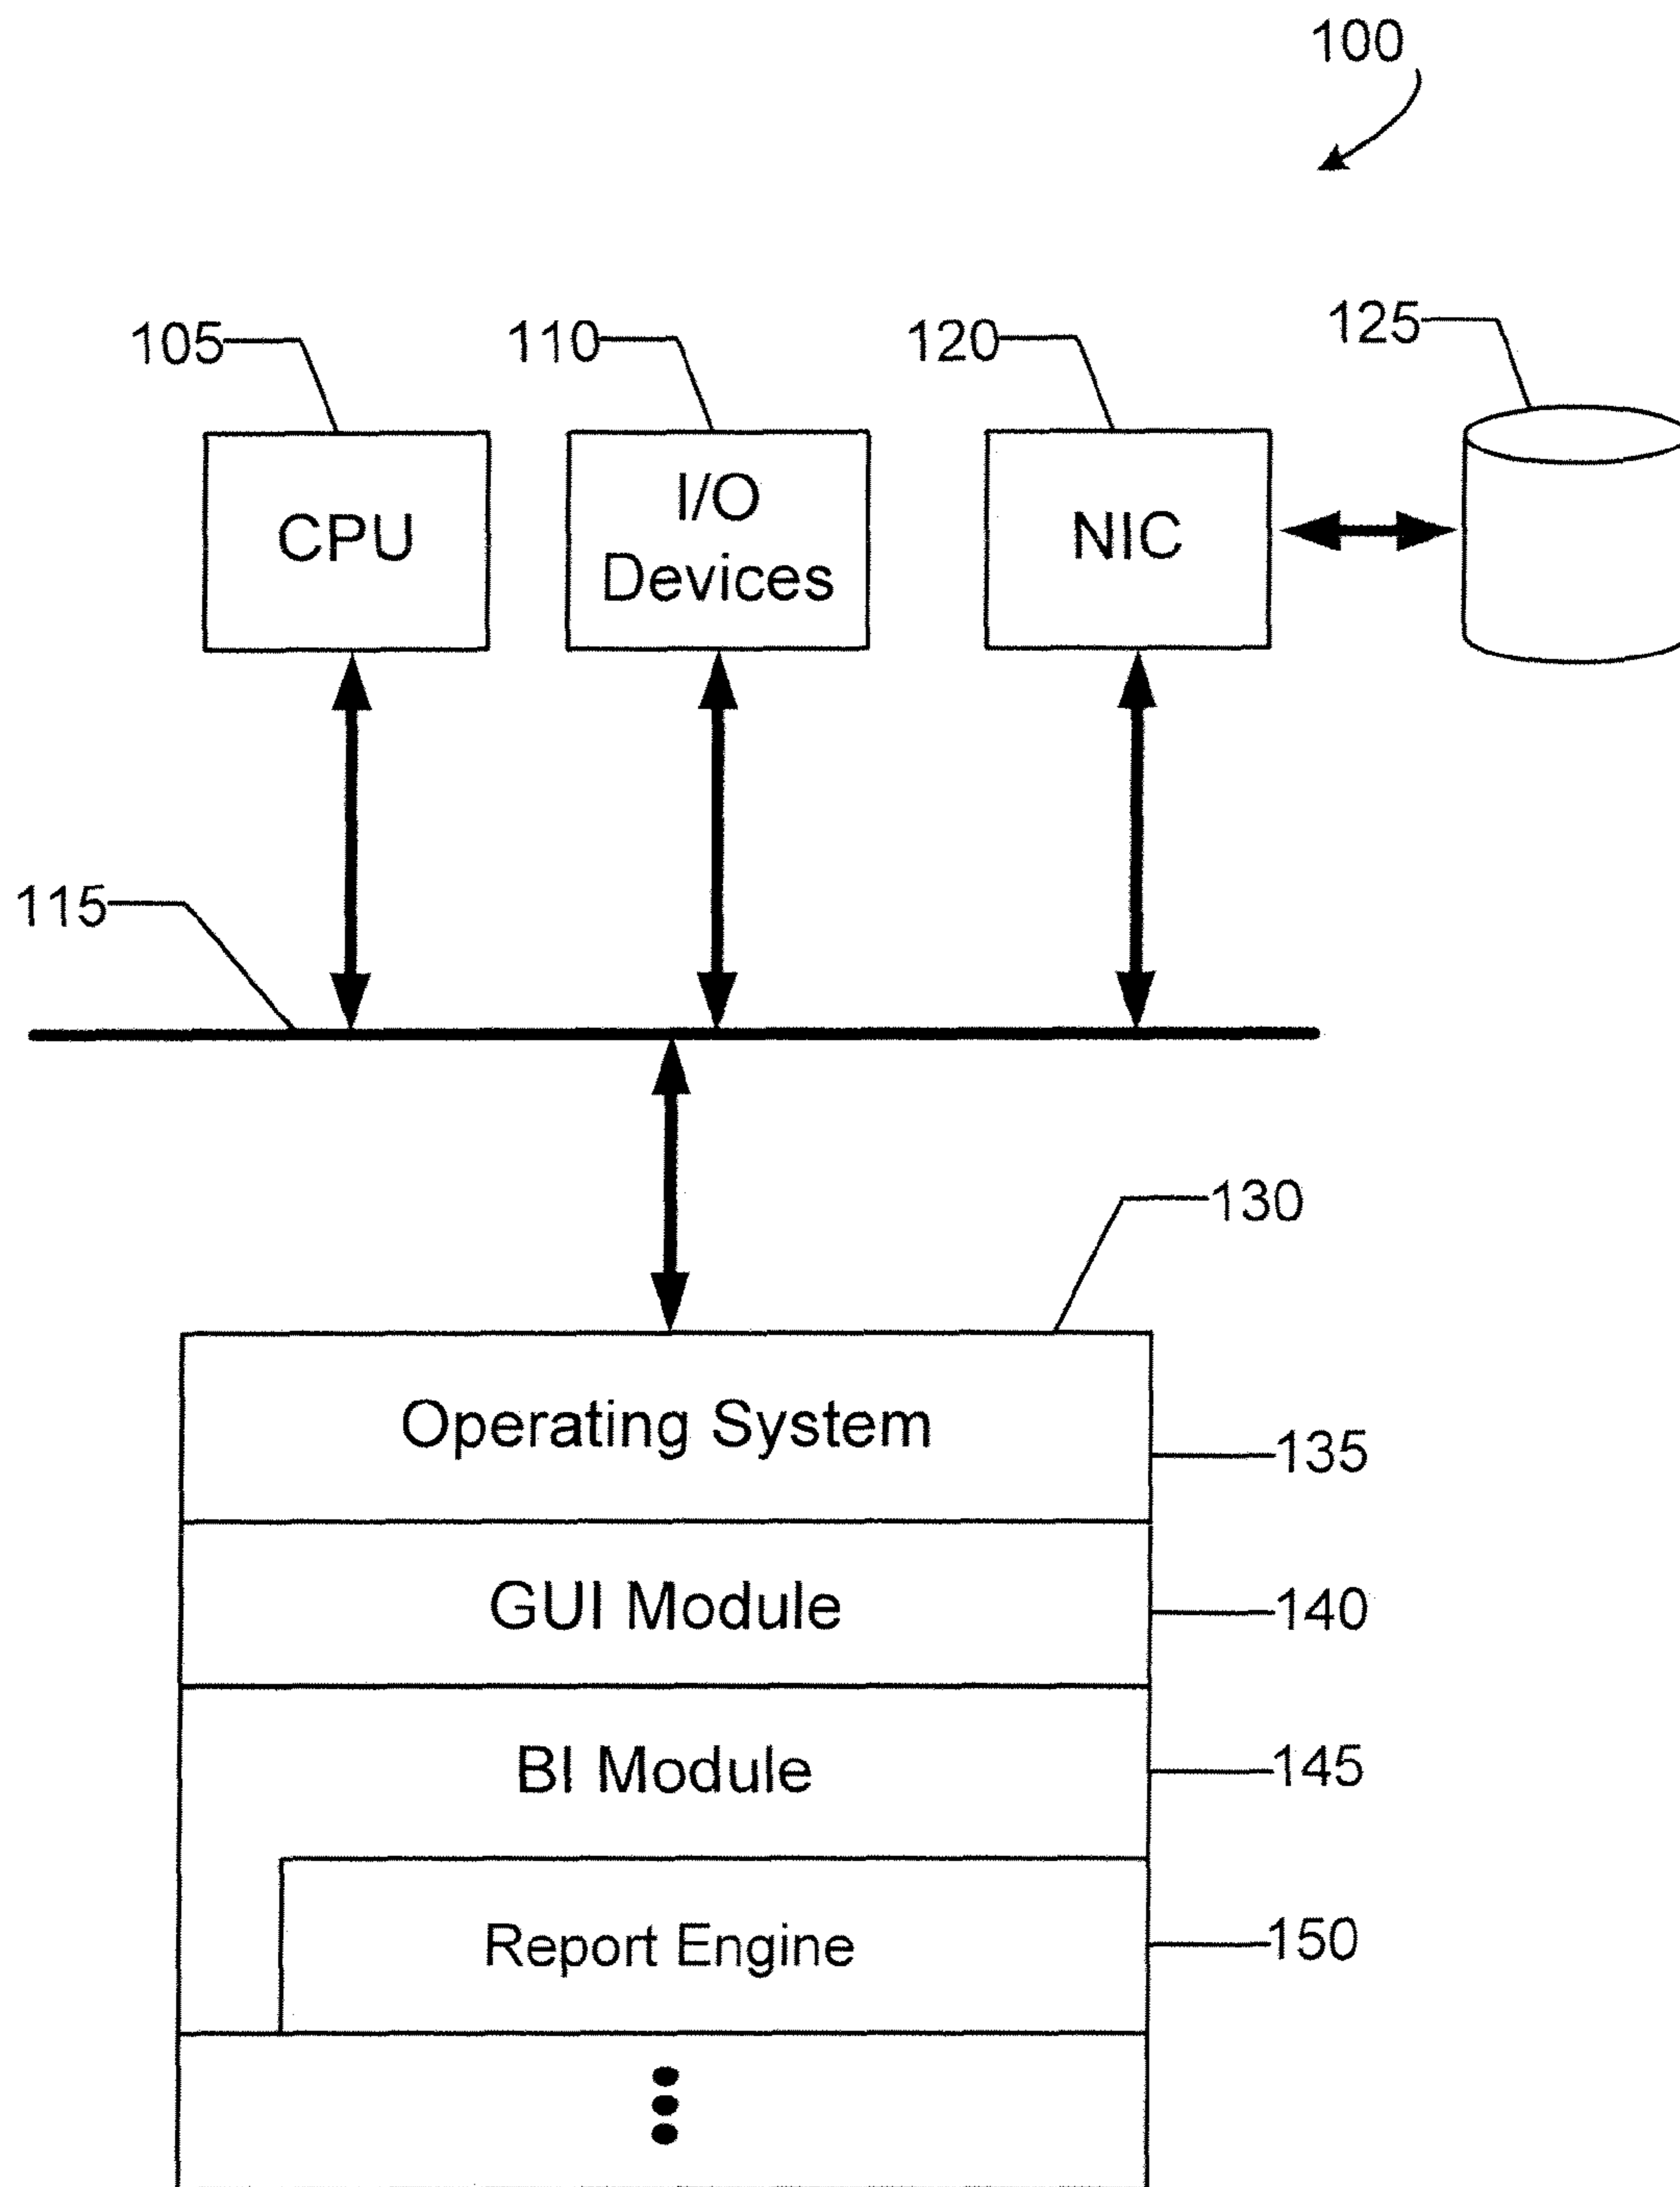 100
105
110
120
125
CPU
I/O
Devices
NIC
115
130
Operating System
135
GUI Module
140
BI Module
145
Report Engine
150